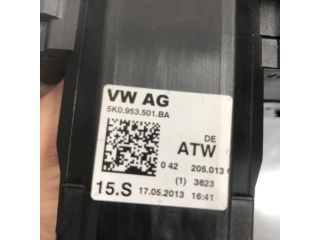 VW AG
5K0.953.501.BA
DE
ATW
0 42 205.013
(1) 3623
15.S 17.05.2013 16:41